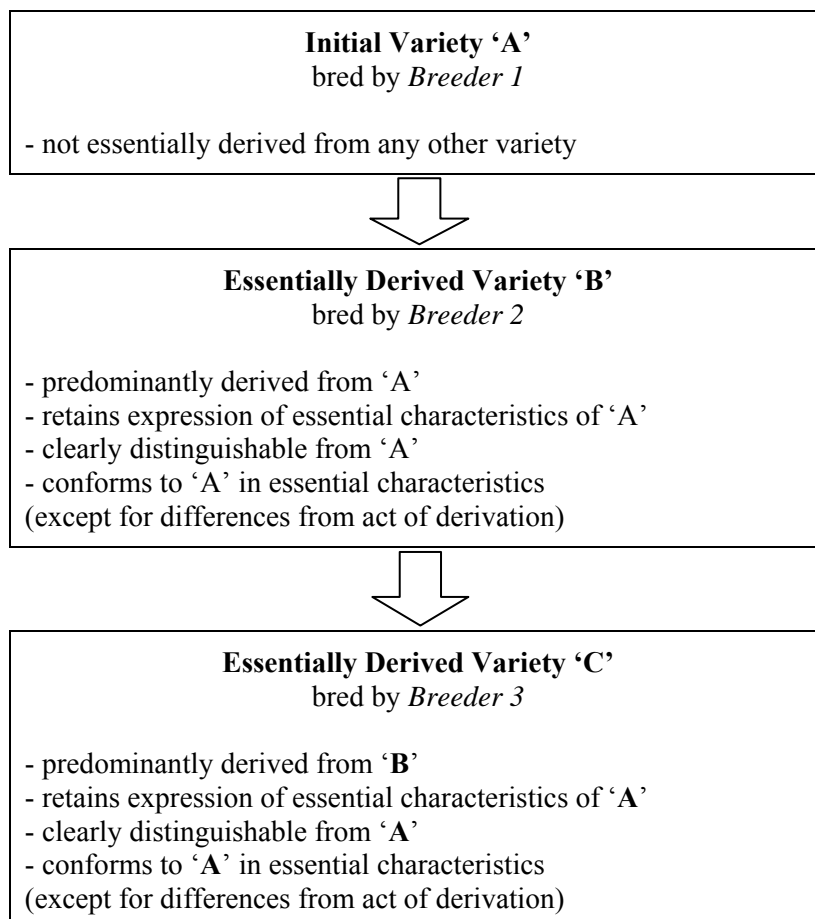 Initial Variety ‘A’
bred by Breeder 1
- not essentially derived from any other variety
Essentially Derived Variety ‘B’
bred by Breeder 2
- predominantly derived from ‘A’
- retains expression of essential characteristics of ‘A’
- clearly distinguishable from ‘A’
- conforms to ‘A’ in essential characteristics
(except for differences from act of derivation)
Essentially Derived Variety ‘C’
bred by Breeder 3
- predominantly derived from ‘B’
- retains expression of essential characteristics of ‘A’
- clearly distinguishable from ‘A’
- conforms to ‘A’ in essential characteristics
(except for differences from act of derivation)